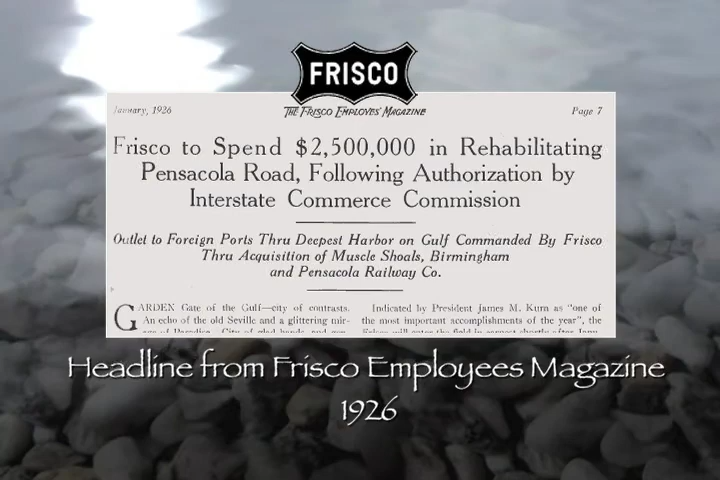 FRISCO
January, 1926 THE FRISCO EMPLOYES' MAGAZINE Page 7
Frisco to Spend $2,500,000 in Rehabilitating
Pensacola Road, Following Authorization by
Interstate Commerce Commission
Outlet to Foreign Ports Thru Deepest Harbor on Gulf Commanded By Frisco
Thru Acquisition of Muscle Shoals, Birmingham
and Pensacola Railway Co.
GARDEN Gate of the Gulf—city of contrasts.
An echo of the old Seville and a glittering mir-
Indicated by President James M. Kurn as "one of
the most important accomplishments of the year", the
Headline from Frisco Employees Magazine
1926